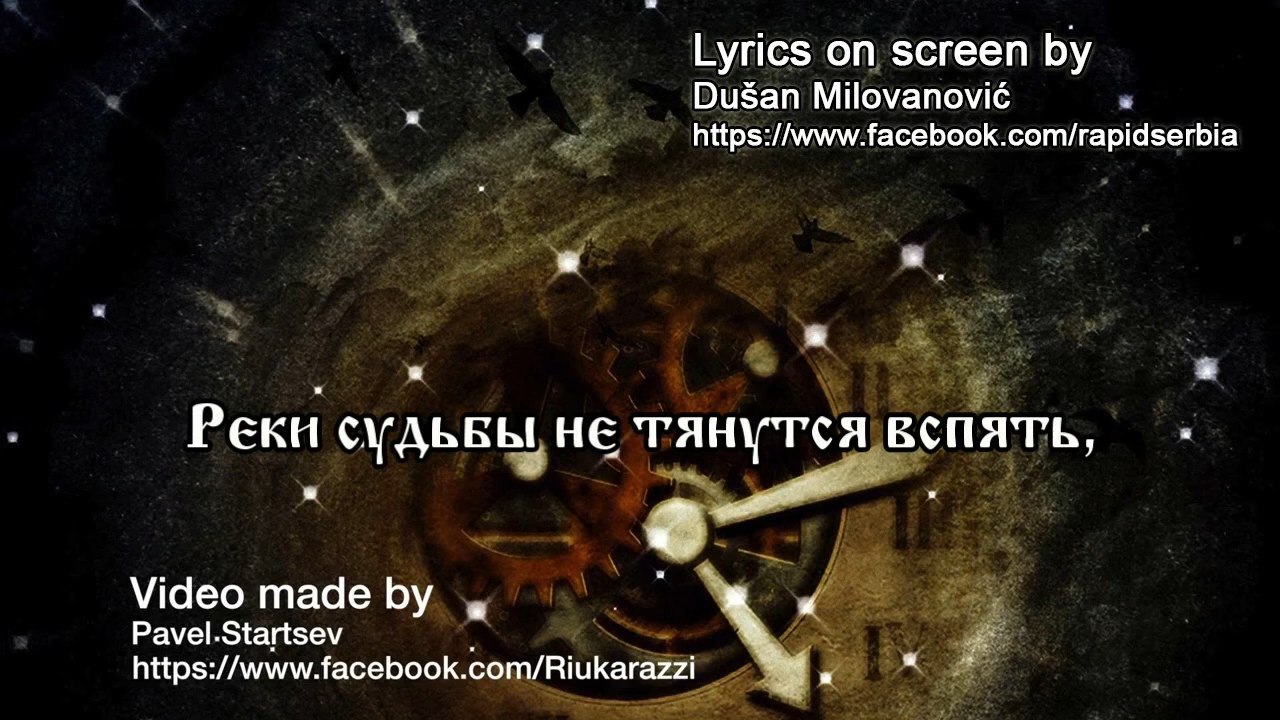 Lyrics on screen by
Dušan Milovanović
https://www.facebook.com/rapidserbia
Реки судьбы не тянутся вспять,
III
Video made by
Pavel Startsev
https://www.facebook.com/Riukarazzi